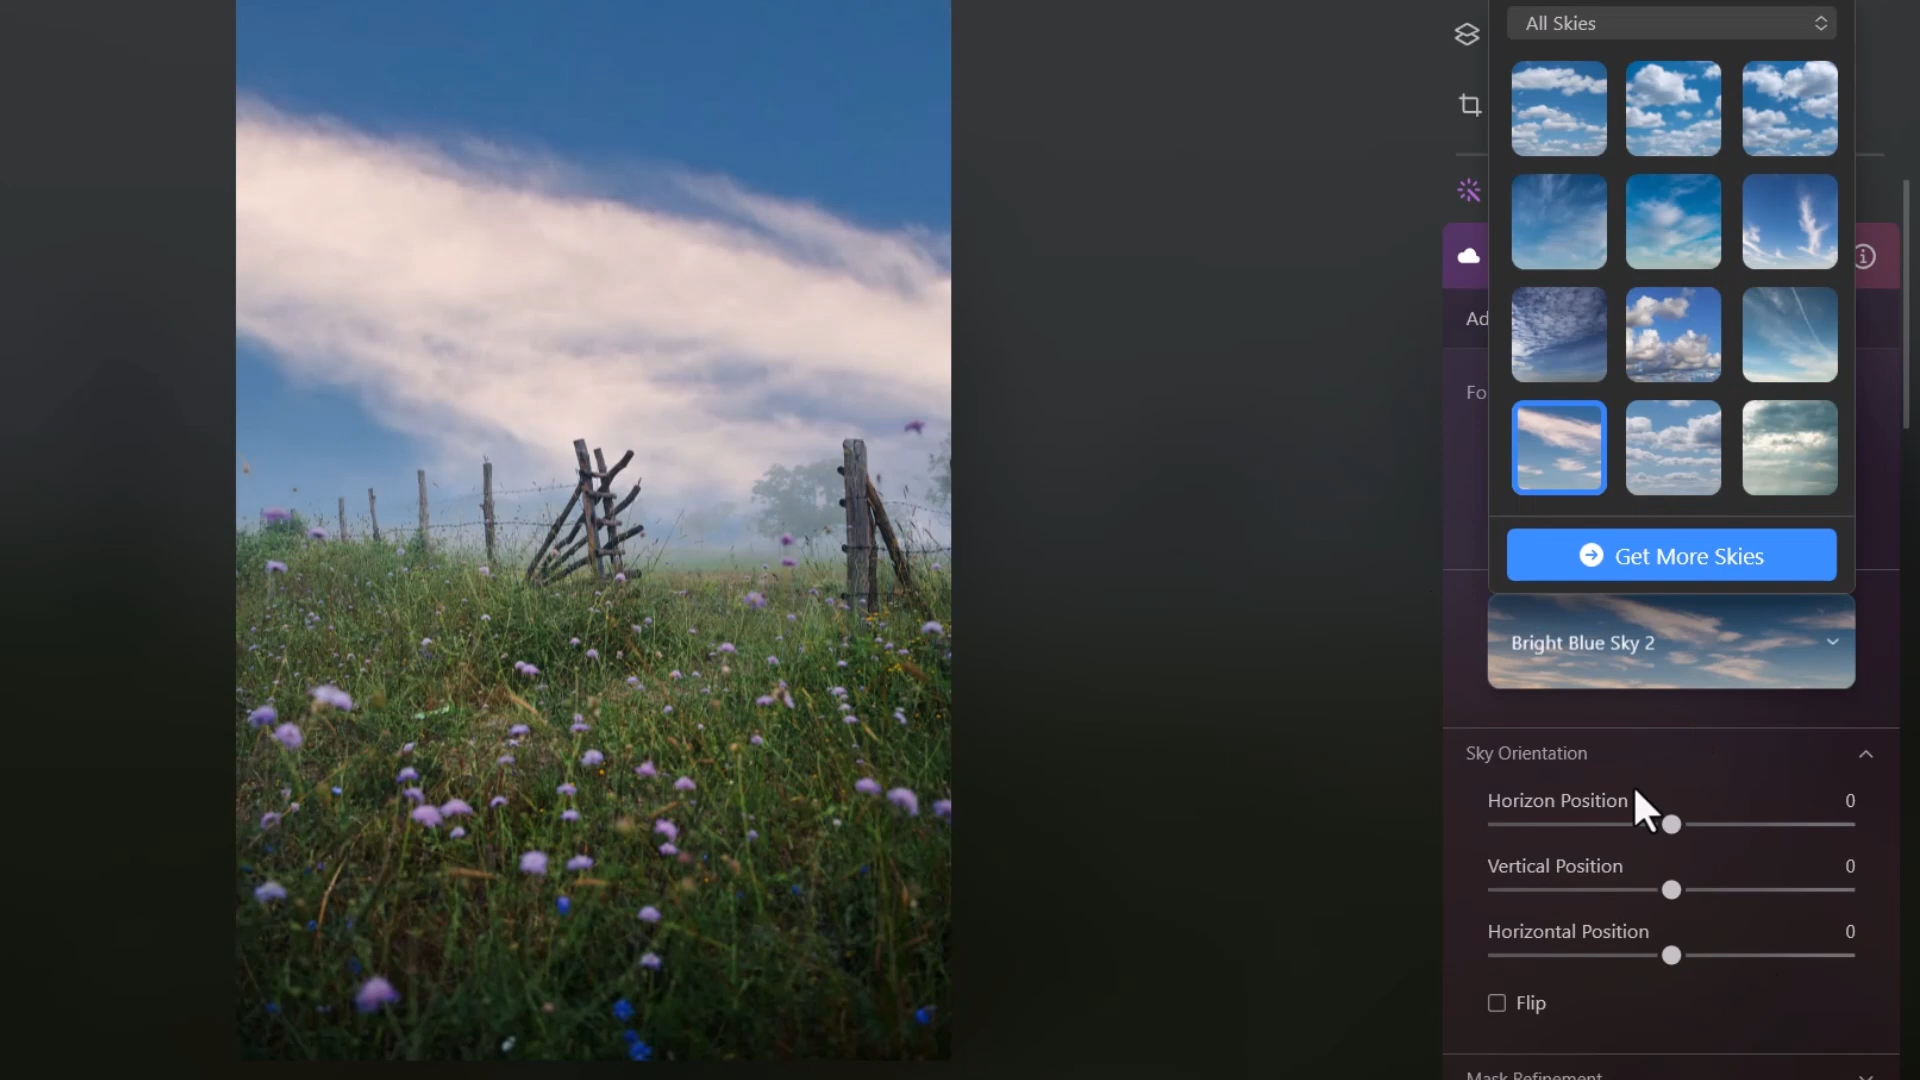 All Skies
Ad
Fo
Get More Skies
Bright Blue Sky 2
Sky Orientation
Horizon Position 0
Vertical Position 0
Horizontal Position 0
Flip
Mask Refinement